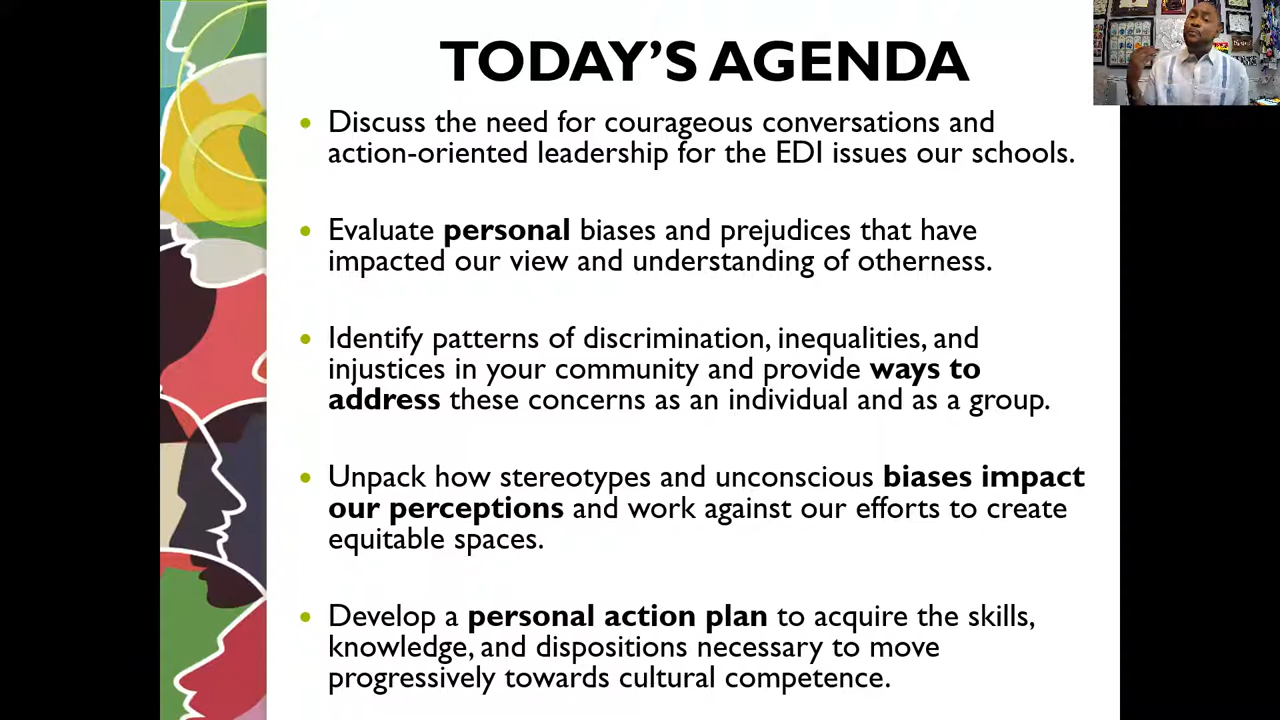 TODAY'S AGENDA
• Discuss the need for courageous conversations and
action-oriented leadership for the EDI issues our schools.
• Evaluate personal biases and prejudices that have
impacted our view and understanding of otherness.
• Identify patterns of discrimination, inequalities, and
injustices in your community and provide ways to
address these concerns as an individual and as a group.
• Unpack how stereotypes and unconscious biases impact
our perceptions and work against our efforts to create
equitable spaces.
• Develop a personal action plan to acquire the skills,
knowledge, and dispositions necessary to move
progressively towards cultural competence.